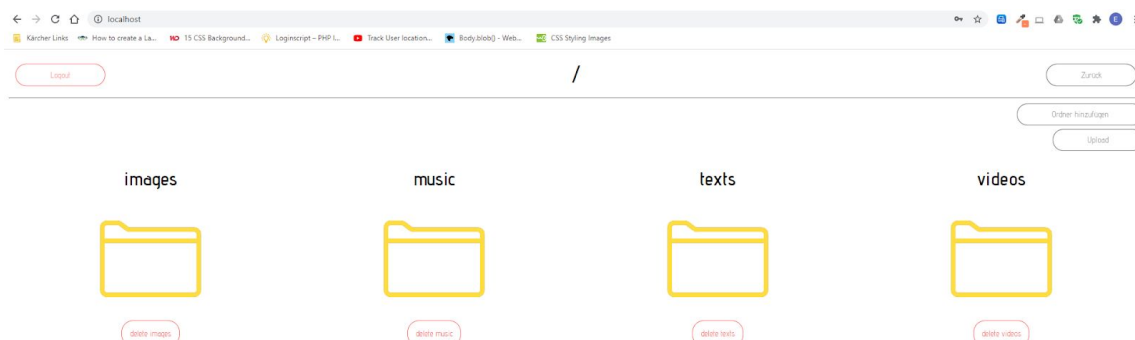 localhost
Kärcher Links How to create a La... 15 CSS Background... Loginscript – PHP l... Track User location... Body.blob() - Web... CSS Styling Images
Logout / Zurück
Ordner hinzufügen
Upload
images music texts videos
delete images delete music delete texts delete videos